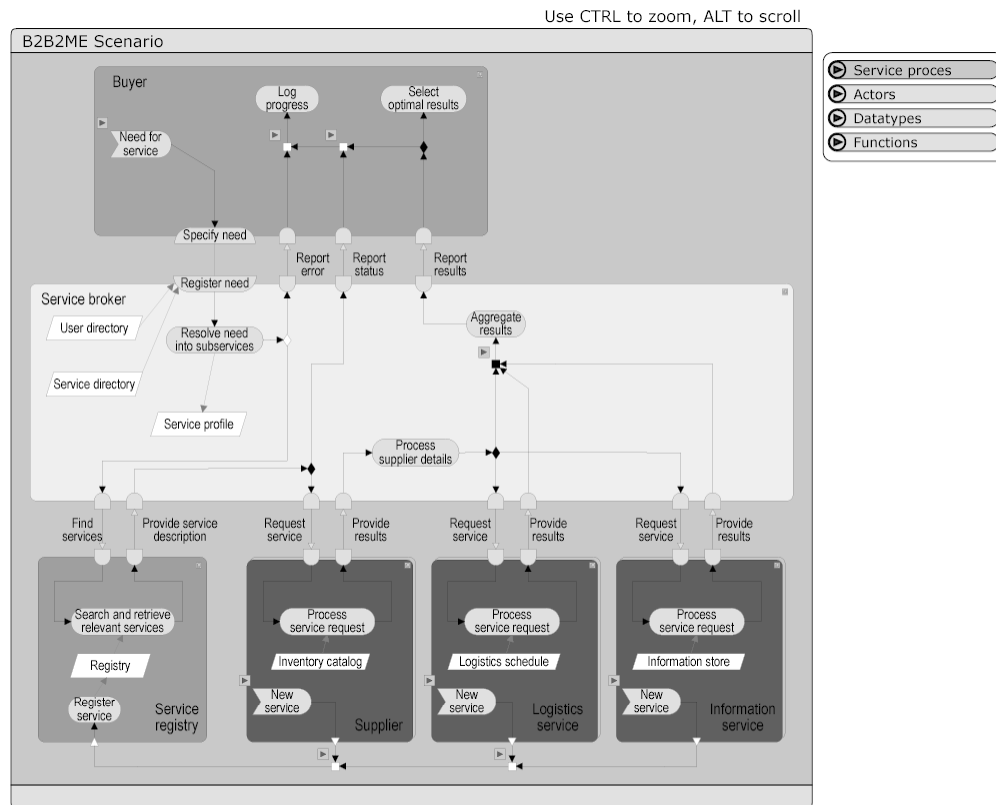 Use CTRL to zoom, ALT to scroll
B2B2ME Scenario
Service proces
Actors
Datatypes
Functions
Buyer
Log
progress
Select
optimal results
Need for
service
Specify need
Report
error
Report
status
Report
results
Register need
Service broker
User directory
Resolve need
into subservices
Aggregate
results
Service directory
Service profile
Process
supplier details
Find
services
Provide service
description
Request
service
Provide
results
Request
service
Provide
results
Request
service
Provide
results
Search and retrieve
relevant services
Process
service request
Process
service request
Process
service request
Registry
Inventory catalog
Logistics schedule
Information store
Register
service
Service
registry
New
service
Supplier
New
service
Logistics
service
New
service
Information
service